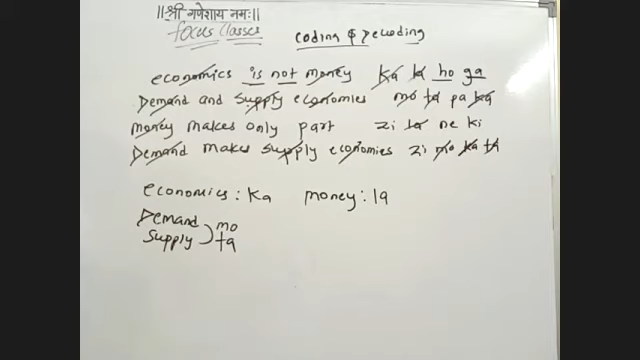 ||श्री गणेशाय नमः||
focus classes
coding & Decoding
economics is not money ka la ho ga
Demand and supply economies mo ta pa ka
money makes only part zi la ne ki
Demand makes supply economies zi mo ka ta
economics : ka money : la
Demand mo
supply ta